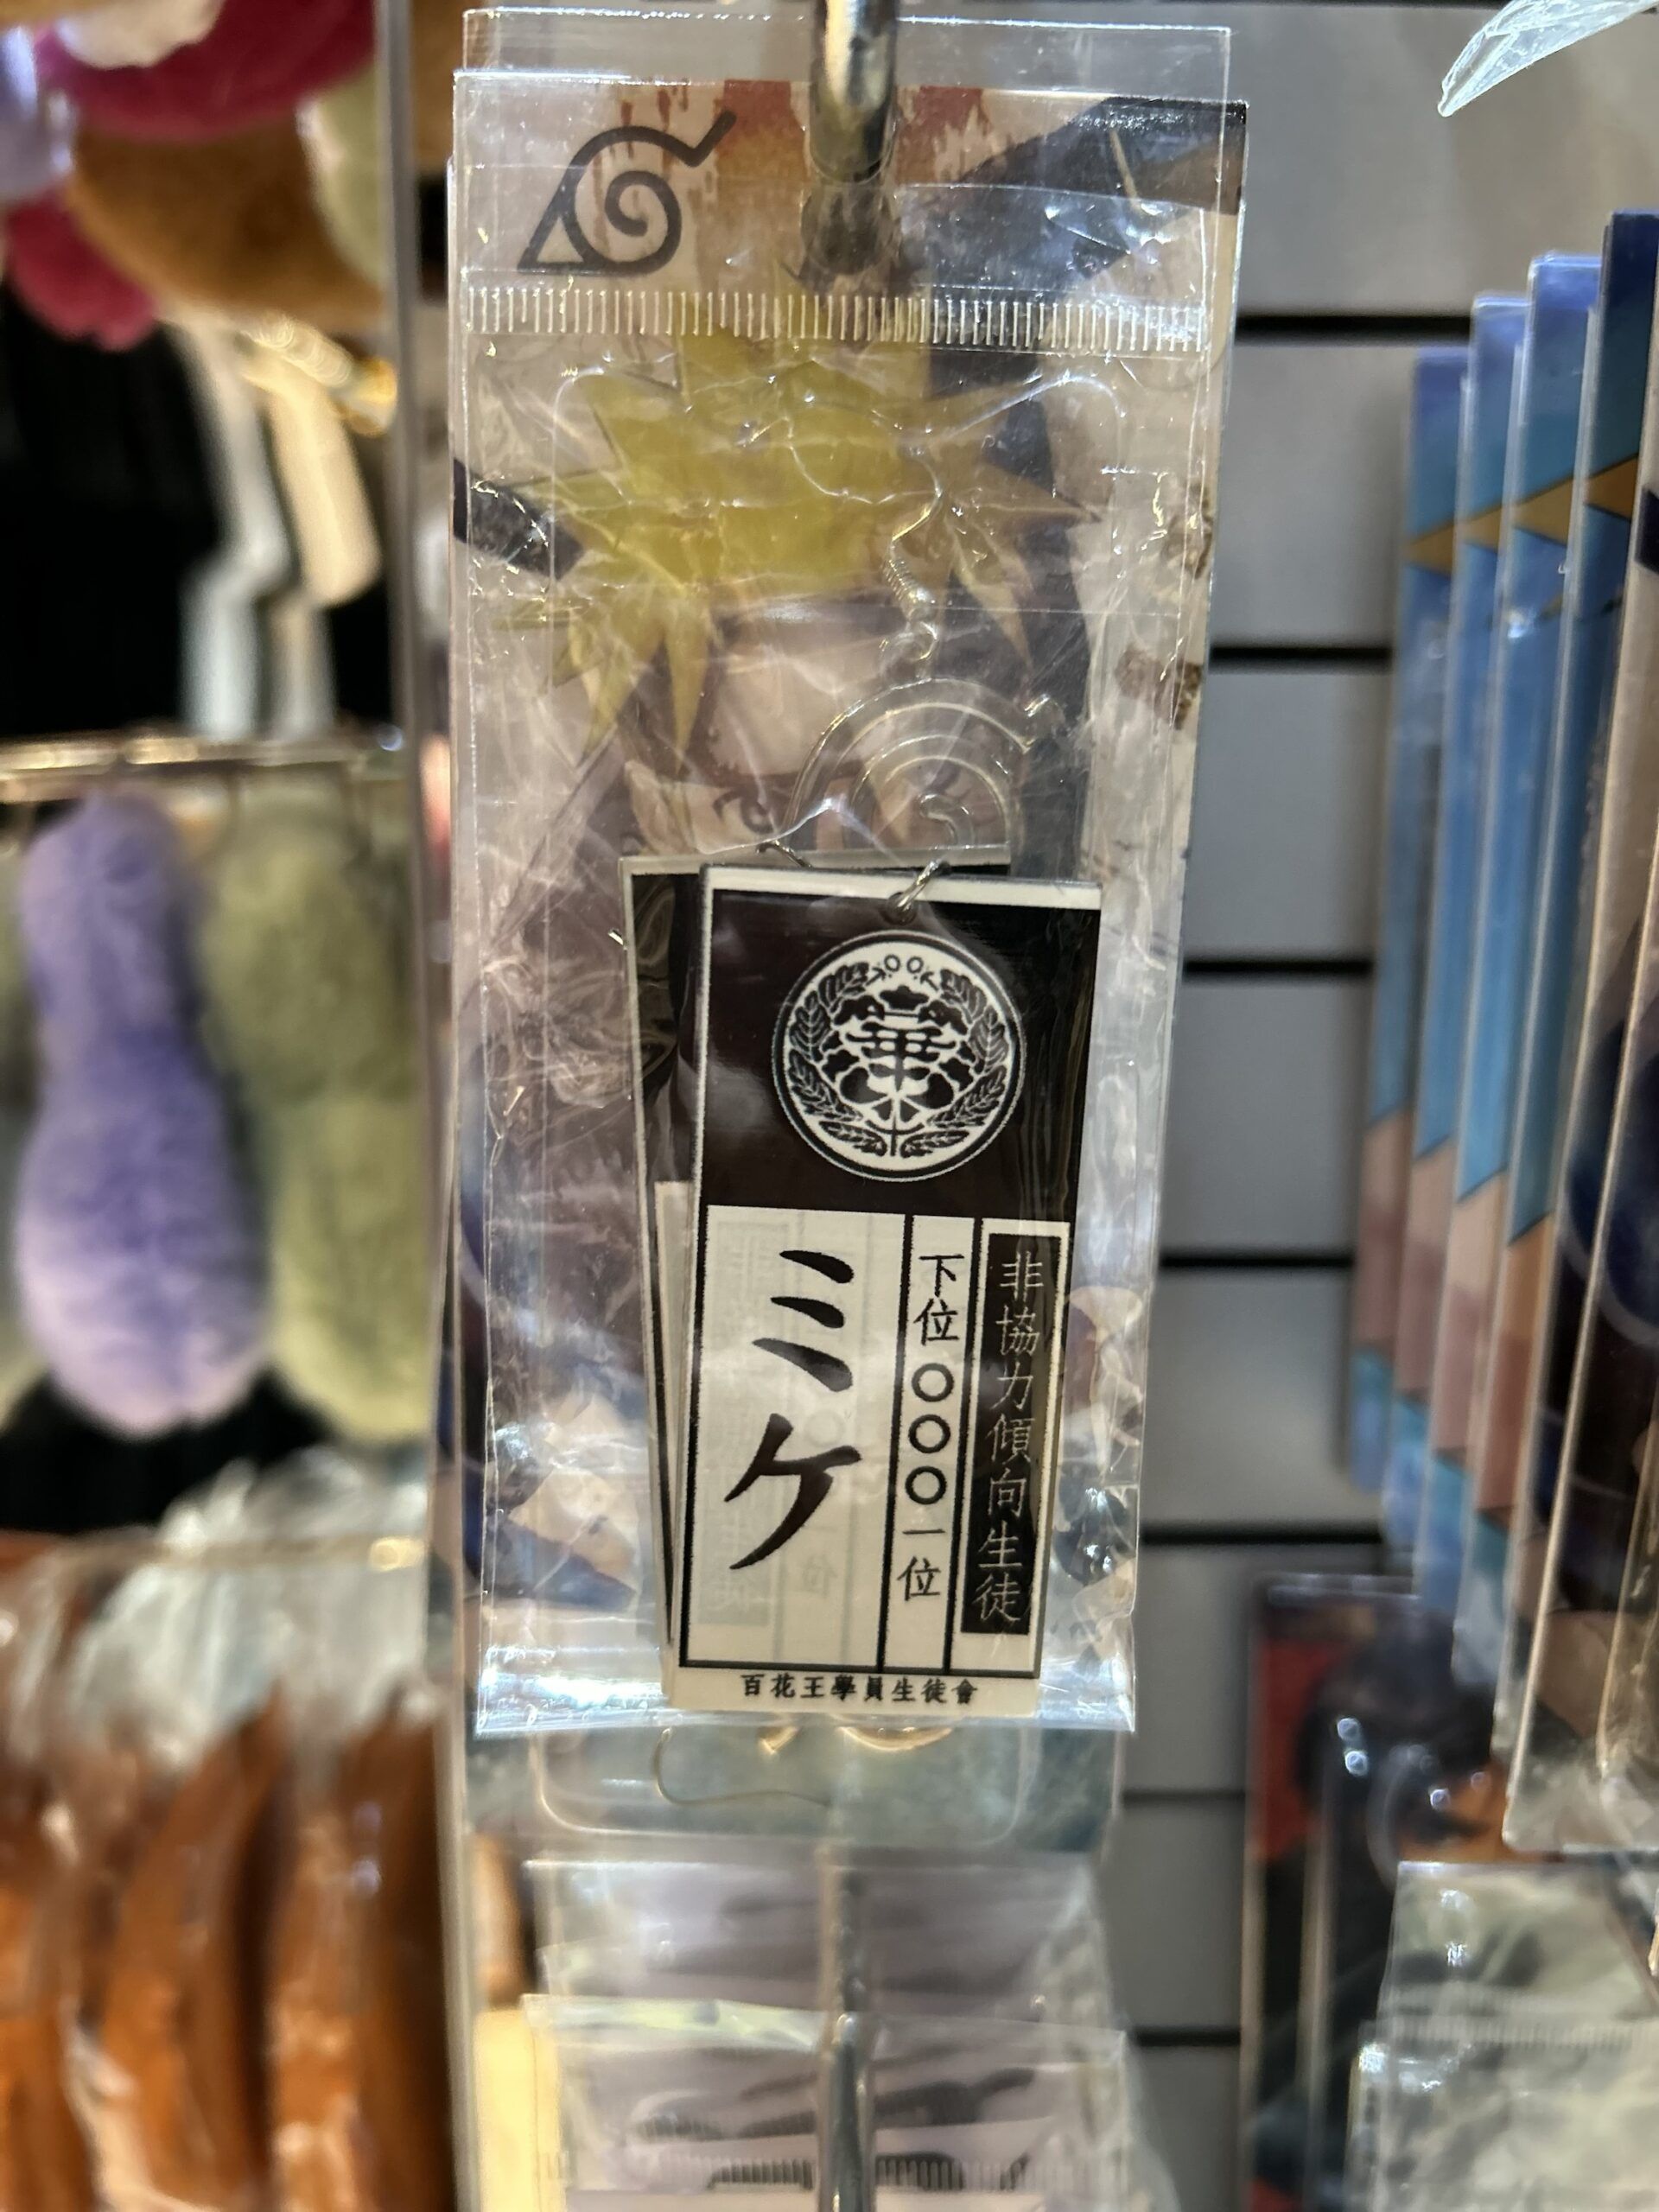 非協力傾向生徒
下位〇〇〇一位
ミケ
百花王學員生徒會